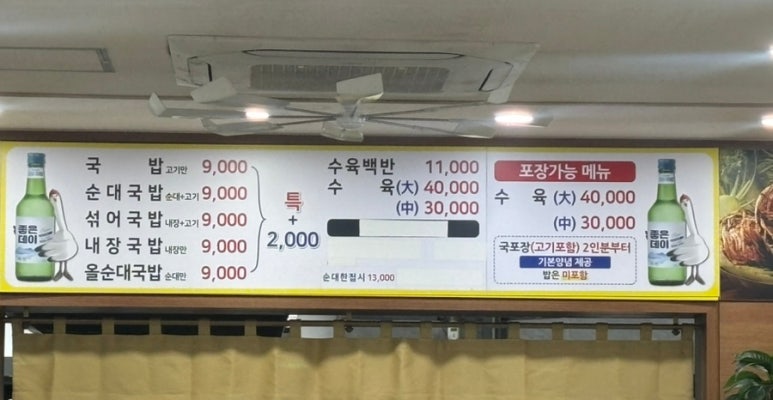 국 밥 고기만 9,000
순대국밥 순대+고기 9,000
섞어국밥 내장+고기 9,000
내장국밥 내장만 9,000
올순대국밥 순대만 9,000
특
+
2,000
수육백반 11,000
수 육(大) 40,000
(中) 30,000
순대한접시 13,000
포장가능 메뉴
수 육 (大) 40,000
(中) 30,000
국포장(고기포함) 2인분부터
기본양념 제공
밥은 미포함
좋은
데이
좋은
데이